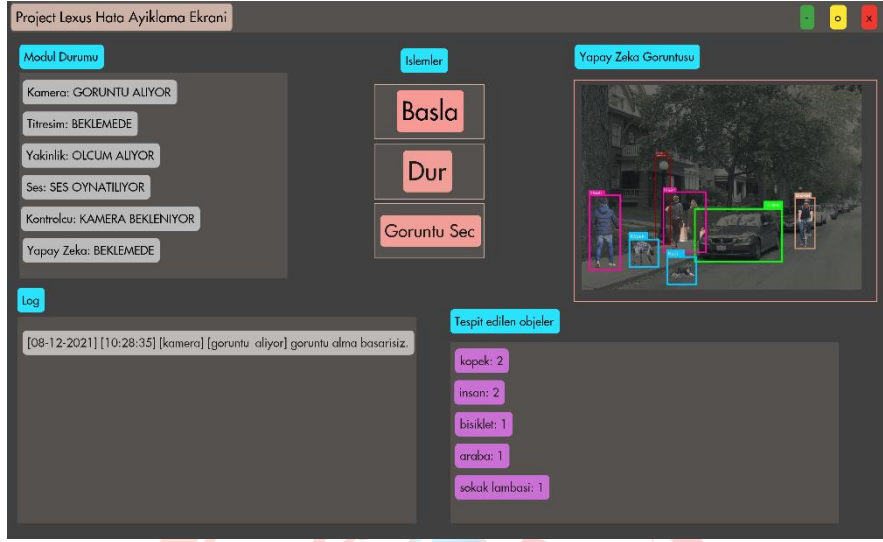 Project Lexus Hata Ayiklama Ekrani
- o x
Modul Durumu
Kamera: GORUNTU ALIYOR
Titresim: BEKLEMEDE
Yakinlik: OLCUM ALIYOR
Ses: SES OYNATILIYOR
Kontrolcu: KAMERA BEKLENIYOR
Yapay Zeka: BEKLEMEDE
Islemler
Basla
Dur
Goruntu Sec
Yapay Zeka Goruntusu
Log
[08-12-2021] [10:28:35] [kamera] [goruntu aliyor] goruntu alma basarisiz.
Tespit edilen objeler
kopek: 2
insan: 2
bisiklet: 1
araba: 1
sokak lambasi: 1